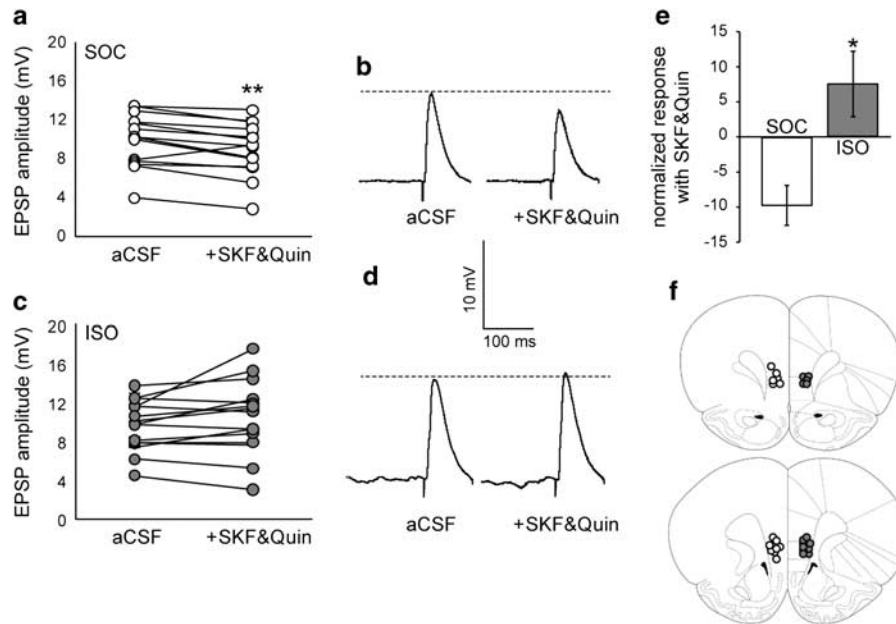 a
SOC
EPSP amplitude (mV)
20
16
12
8
4
0
**
aCSF
+SKF&Quin
b
aCSF
+SKF&Quin
c
ISO
EPSP amplitude (mV)
20
16
12
8
4
0
aCSF
+SKF&Quin
d
10 mV
100 ms
aCSF
+SKF&Quin
e
normalized response
with SKF&Quin
15
10
5
0
-5
-10
-15
SOC
*
ISO
f